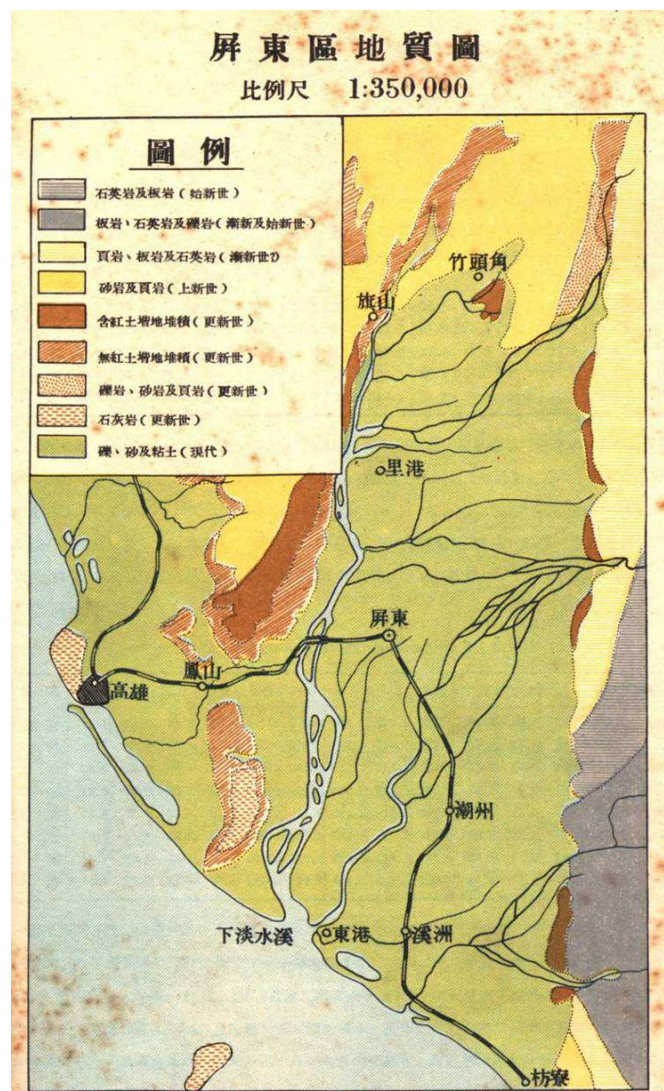 屏東區地質圖
比例尺 1:350,000
圖例
石英岩及板岩(始新世)
板岩、石英岩及礫岩(漸新及始新世)
頁岩、板岩及石英岩(漸新世?)
砂岩及頁岩(上新世)
含紅土堦地堆積(更新世)
無紅土堦地堆積(更新世)
礫岩、砂岩及頁岩(更新世)
石灰岩(更新世)
礫、砂及粘土(現代)
竹頭角
旗山
里港
屏東
鳳山
高雄
潮州
下淡水溪
東港
溪洲
枋寮